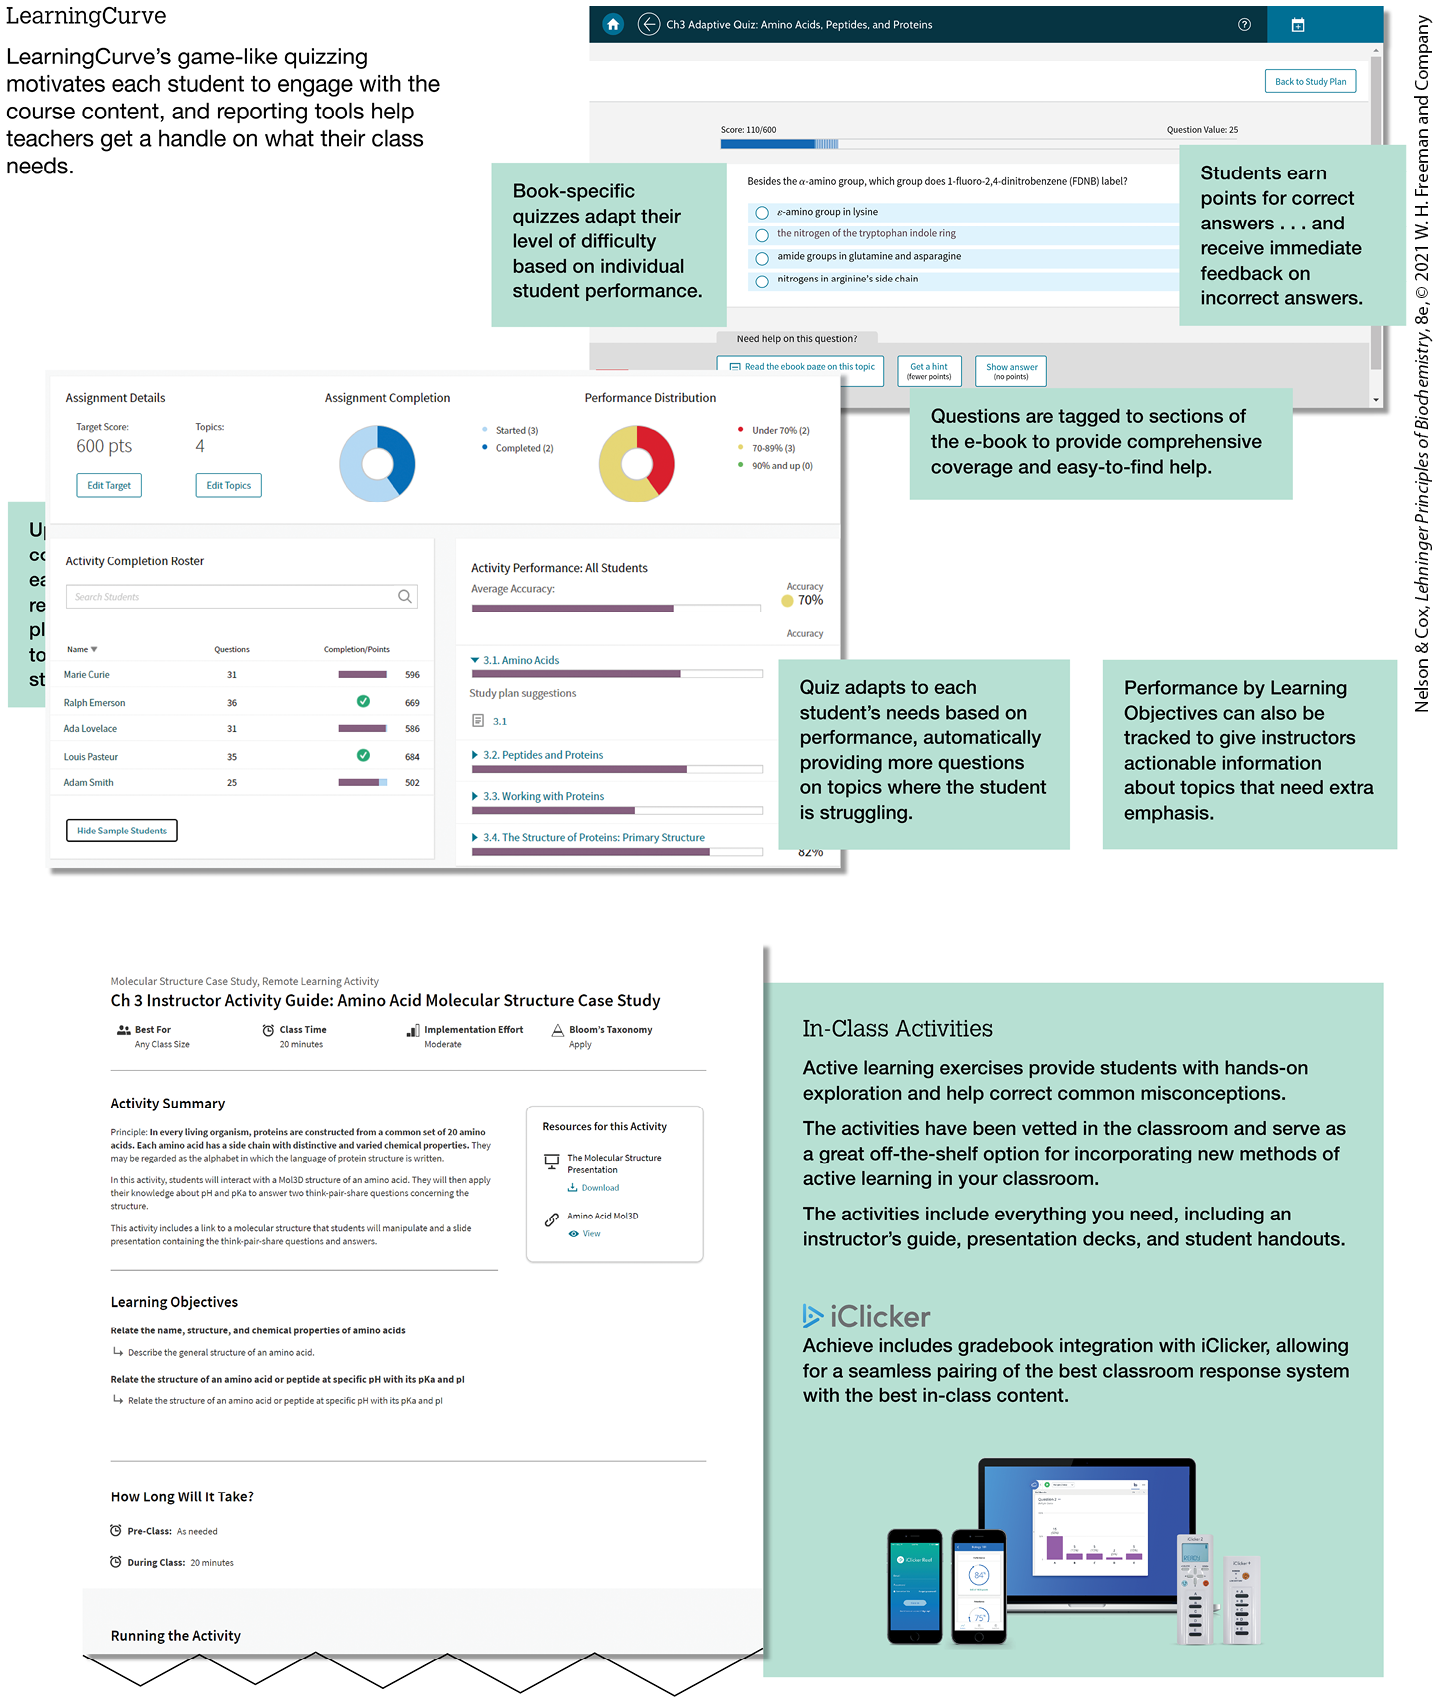 LearningCurve
LearningCurve’s game-like quizzing
motivates each student to engage with the
course content, and reporting tools help
teachers get a handle on what their class
needs.
Ch3 Adaptive Quiz: Amino Acids, Peptides, and Proteins
Back to Study Plan
Score: 110/600
Question Value: 25
Besides the α-amino group, which group does 1-fluoro-2,4-dinitrobenzene (FDNB) label?
ε-amino group in lysine
the nitrogen of the tryptophan indole ring
amide groups in glutamine and asparagine
nitrogens in arginine's side chain
Need help on this question?
Read the ebook page on this topic
Get a hint
(fewer points)
Show answer
(no points)
Book-specific
quizzes adapt their
level of difficulty
based on individual
student performance.
Students earn
points for correct
answers . . . and
receive immediate
feedback on
incorrect answers.
Questions are tagged to sections of
the e-book to provide comprehensive
coverage and easy-to-find help.
Nelson & Cox, Lehninger Principles of Biochemistry, 8e, © 2021 W. H. Freeman and Company
Assignment Details
Target Score:
600 pts
Topics:
4
Edit Target
Edit Topics
Assignment Completion
Started (3)
Completed (2)
Performance Distribution
Under 70% (2)
70-89% (3)
90% and up (0)
Activity Completion Roster
Search Students
Name Questions Completion/Points
Marie Curie 31 596
Ralph Emerson 36 669
Ada Lovelace 31 586
Louis Pasteur 35 684
Adam Smith 25 502
Hide Sample Students
Activity Performance: All Students
Average Accuracy:
Accuracy
70%
Accuracy
3.1. Amino Acids
Study plan suggestions
3.1
3.2. Peptides and Proteins
3.3. Working with Proteins
3.4. The Structure of Proteins: Primary Structure
82%
Quiz adapts to each
student’s needs based on
performance, automatically
providing more questions
on topics where the student
is struggling.
Performance by Learning
Objectives can also be
tracked to give instructors
actionable information
about topics that need extra
emphasis.
Molecular Structure Case Study, Remote Learning Activity
Ch 3 Instructor Activity Guide: Amino Acid Molecular Structure Case Study
Best For
Any Class Size
Class Time
20 minutes
Implementation Effort
Moderate
Bloom's Taxonomy
Apply
Activity Summary
Principle: In every living organism, proteins are constructed from a common set of 20 amino
acids. Each amino acid has a side chain with distinctive and varied chemical properties. They
may be regarded as the alphabet in which the language of protein structure is written.
In this activity, students will interact with a Mol3D structure of an amino acid. They will then apply
their knowledge about pH and pKa to answer two think-pair-share questions concerning the
structure.
This activity includes a link to a molecular structure that students will manipulate and a slide
presentation containing the think-pair-share questions and answers.
Resources for this Activity
The Molecular Structure
Presentation
Download
Amino Acid Mol3D
View
Learning Objectives
Relate the name, structure, and chemical properties of amino acids
Describe the general structure of an amino acid.
Relate the structure of an amino acid or peptide at specific pH with its pKa and pI
Relate the structure of an amino acid or peptide at specific pH with its pKa and pI
How Long Will It Take?
Pre-Class: As needed
During Class: 20 minutes
Running the Activity
In-Class Activities
Active learning exercises provide students with hands-on
exploration and help correct common misconceptions.
The activities have been vetted in the classroom and serve as
a great off-the-shelf option for incorporating new methods of
active learning in your classroom.
The activities include everything you need, including an
instructor’s guide, presentation decks, and student handouts.
iClicker
Achieve includes gradebook integration with iClicker, allowing
for a seamless pairing of the best classroom response system
with the best in-class content.